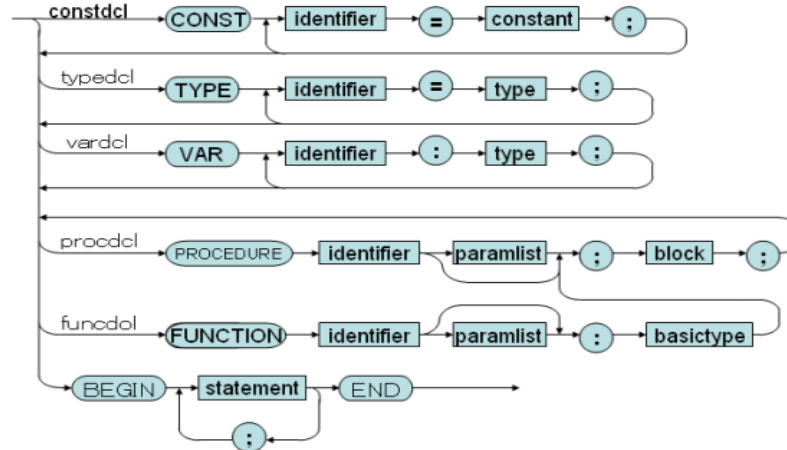 constdcl CONST identifier = constant ;
typedcl TYPE identifier = type ;
vardcl VAR identifier : type ;
procdcl PROCEDURE identifier paramlist ; block ;
funcdol FUNCTION identifier paramlist : basictype
BEGIN statement END
;